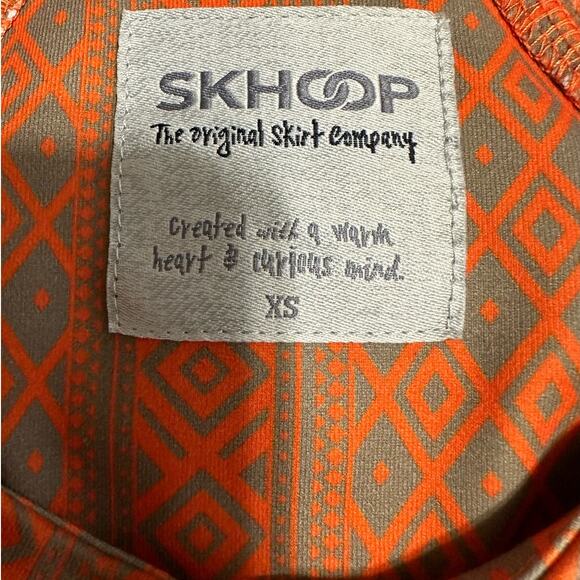 SKHOOP
The original Skirt Company
Created with a warm
heart & curious mind.
XS